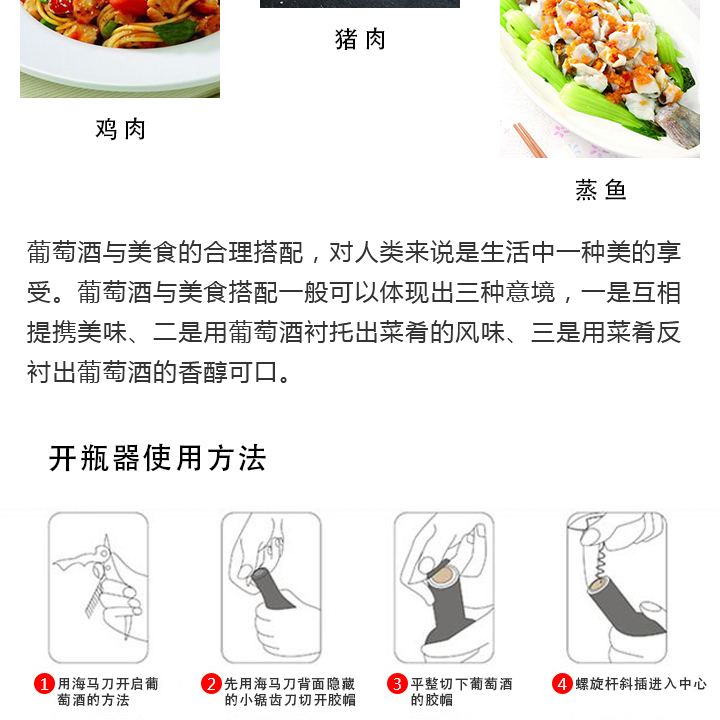 猪肉
鸡肉
蒸鱼
葡萄酒与美食的合理搭配，对人类来说是生活中一种美的享
受。葡萄酒与美食搭配一般可以体现出三种意境，一是互相
提携美味、二是用葡萄酒衬托出菜肴的风味、三是用菜肴反
衬出葡萄酒的香醇可口。
开瓶器使用方法
1 用海马刀开启葡
萄酒的方法
2 先用海马刀背面隐藏
的小锯齿刀切开胶帽
3 平整切下葡萄酒
的胶帽
4 螺旋杆斜插进入中心